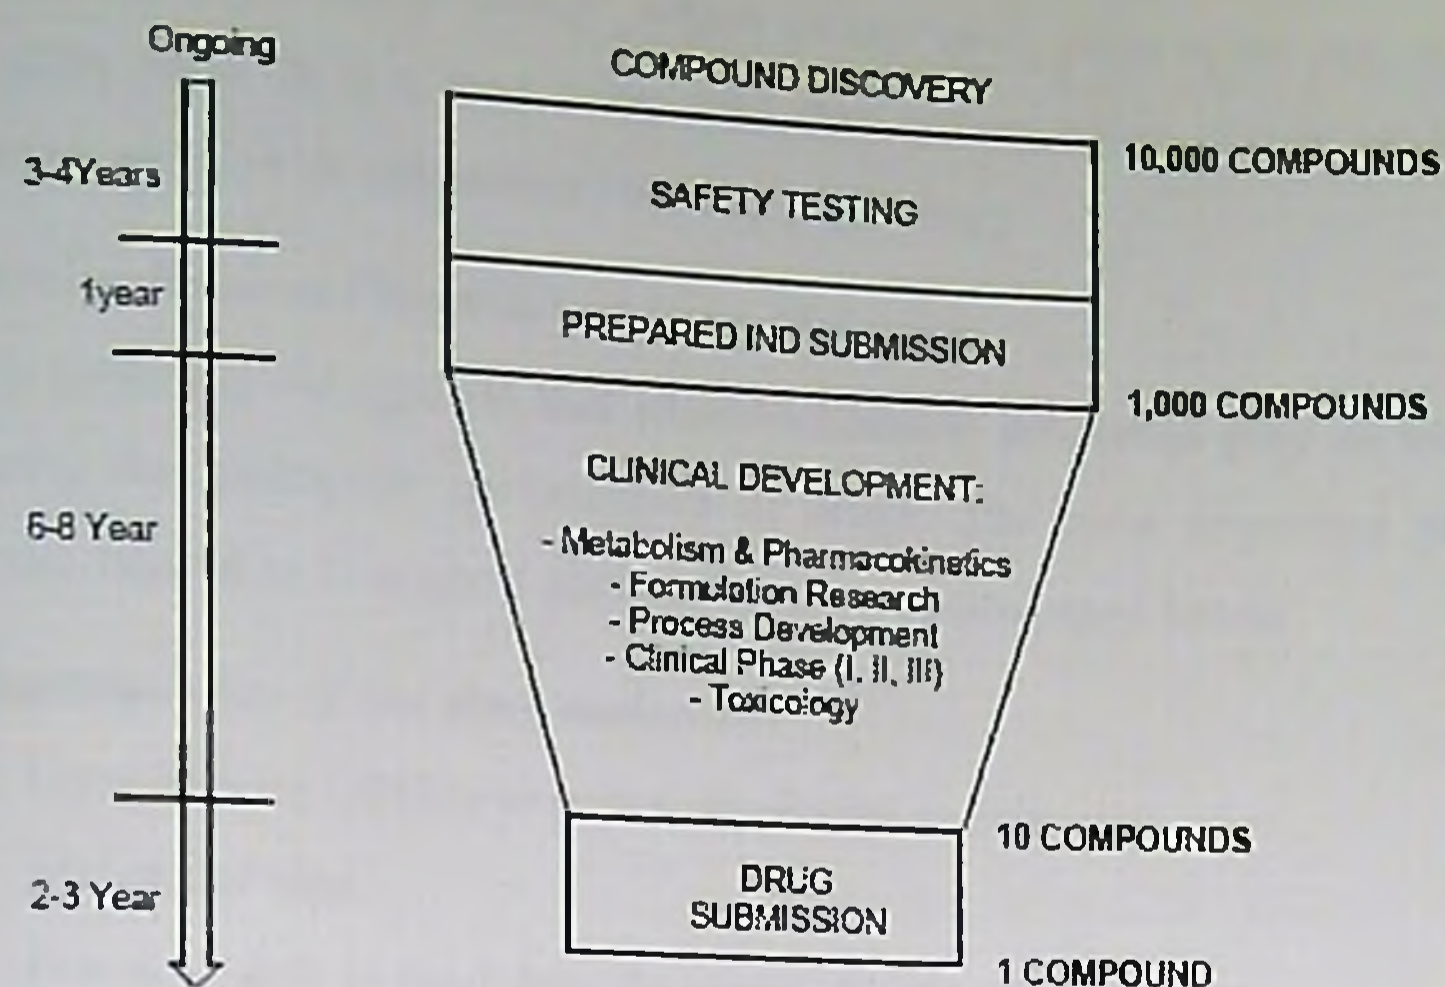 Ongoing
COMPOUND DISCOVERY
3-4Years
SAFETY TESTING
10,000 COMPOUNDS
1year
PREPARED IND SUBMISSION
1,000 COMPOUNDS
6-8 Year
CLINICAL DEVELOPMENT:
- Metabolism & Pharmacokinetics
- Formulation Research
- Process Development
- Clinical Phase (I, II, III)
- Toxicology
10 COMPOUNDS
2-3 Year
DRUG
SUBMISSION
1 COMPOUND